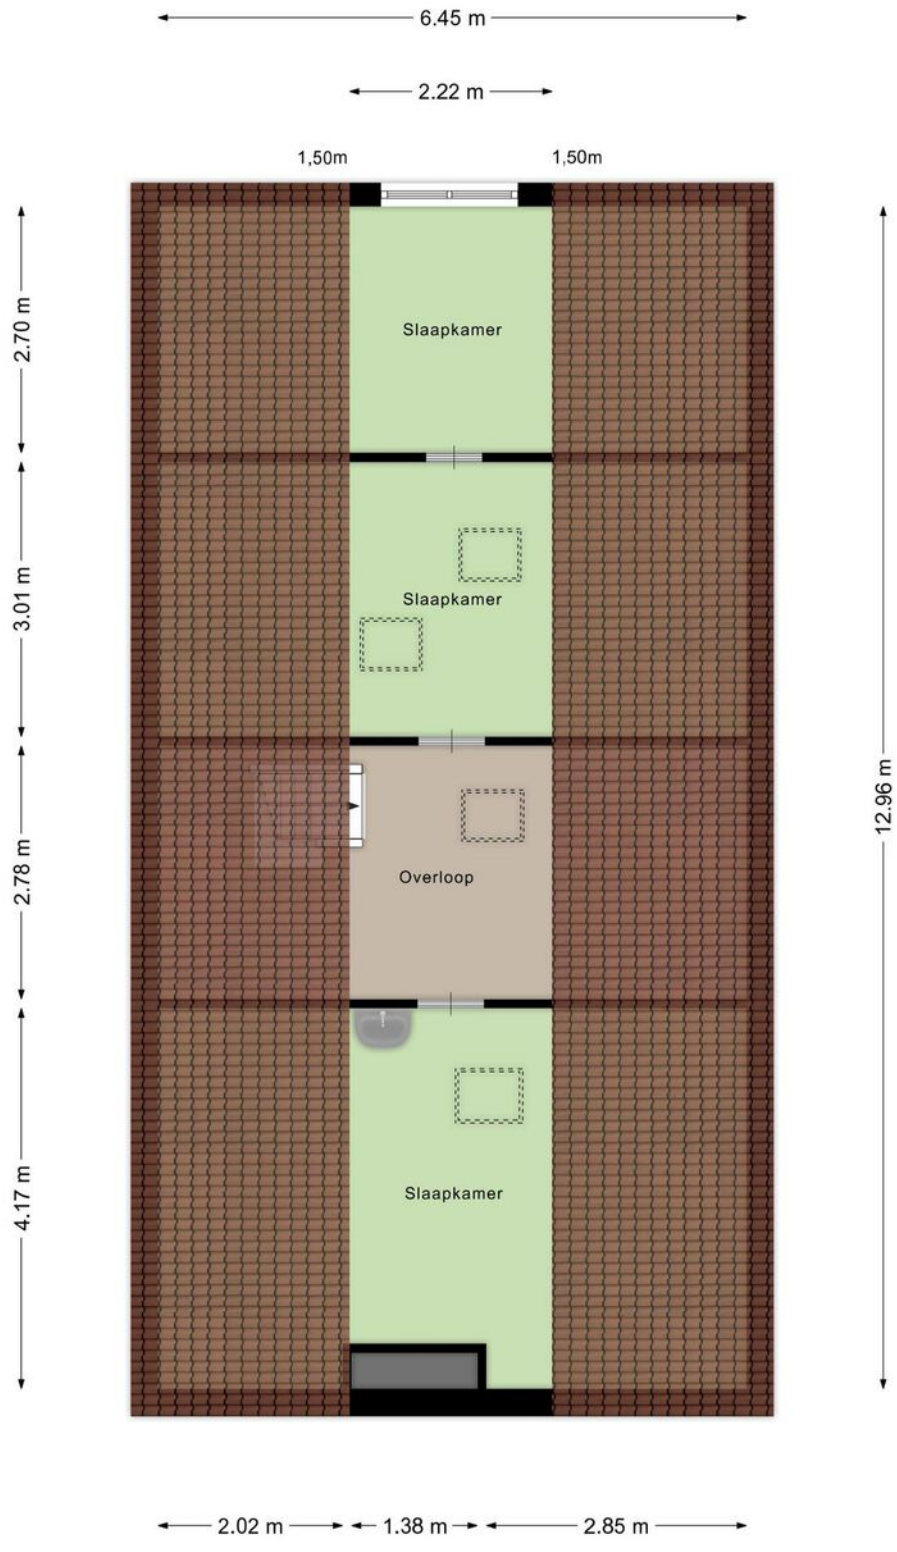 6.45 m
2.22 m
1,50m
1,50m
2.70 m
Slaapkamer
3.01 m
Slaapkamer
12.96 m
2.78 m
Overloop
4.17 m
Slaapkamer
2.02 m
1.38 m
2.85 m